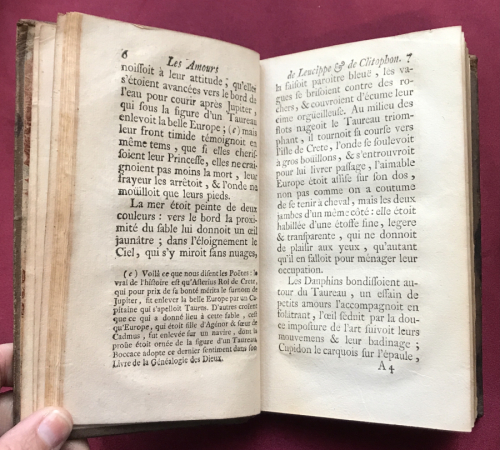 6 Les Amours
noiſſoit à leur attitude ; qu'elles
s'étoient avancées vers le bord de
l'eau pour courir après Jupiter,
qui ſous la figure d'un Taureau
enlevoit la belle Europe ; (e) mais
leur front timide témoignoit en
même tems, que ſi elles cheriſ-
ſoient leur Princeſſe, elles ne crai-
gnoient pas moins la mort, leur
frayeur les arrêtoit, & l'onde ne
mouilloit que leurs pieds.
La mer étoit peinte de deux
couleurs : vers le bord la proxi-
mité du ſable lui donnoit un œil
jaunâtre ; dans l'éloignement le
Ciel, qui s'y miroit ſans nuages,
(e) Voilà ce que nous diſent les Poëtes : le
vrai de l'hiſtoire eſt qu'Aſterius Roi de Crete,
qui pour prix de ſa bonté mérita le ſurnom de
Jupiter, fit enlever la belle Europe par un Ca-
pitaine qui s'apelloit Taurus. D'autres croient
que ce qui a donné lieu à cette fable, c'eſt
qu'Europe, qui étoit fille d'Agénor & ſœur de
Cadmus, fut enlevée ſur un navire, dont la
proüe étoit ornée de la figure d'un Taureau.
Boccace adopte ce dernier ſentiment dans ſon
Livre de la Généalogie des Dieux.
de Leucippe & de Clitophon. 7
la faiſoit paroître bleuë, les va-
gues ſe briſoient contre des ro-
chers, & couvroient d'écume leur
cime orgueilleuſe. Au milieu des
flots nageoit le Taureau triom-
phant, il tournoit ſa courſe vers
l'Iſle de Crete, l'onde ſe ſoulevoit
à gros bouillons, & s'entrouvroit
pour lui livrer paſſage, l'aimable
Europe étoit aſſiſe ſur ſon dos,
non pas comme on a coutume
de ſe tenir à cheval, mais les deux
jambes d'un même côté : elle étoit
habillée d'une étoffe fine, legere
& tranſparente, qui ne donnoit
de plaiſir aux yeux, qu'autant
qu'il en falloit pour ménager leur
occupation.
Les Dauphins bondiſſoient au-
tour du Taureau, un eſſain de
petits amours l'accompagnoit en
folâtrant, l'œil ſéduit par la dou-
ce impoſture de l'art ſuivoit leurs
mouvemens & leur badinage ;
Cupidon le carquois ſur l'épaule,
A 4